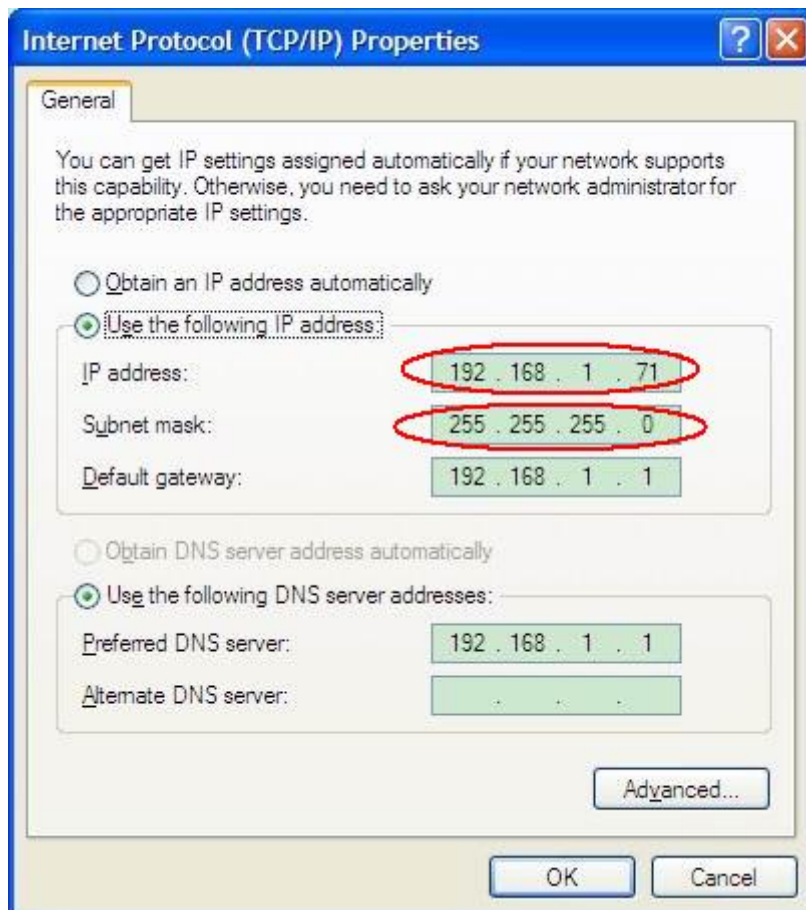 Internet Protocol (TCP/IP) Properties
General
You can get IP settings assigned automatically if your network supports
this capability. Otherwise, you need to ask your network administrator for
the appropriate IP settings.
Obtain an IP address automatically
Use the following IP address:
IP address: 192 . 168 . 1 . 71
Subnet mask: 255 . 255 . 255 . 0
Default gateway: 192 . 168 . 1 . 1
Obtain DNS server address automatically
Use the following DNS server addresses:
Preferred DNS server: 192 . 168 . 1 . 1
Alternate DNS server: . . .
Advanced...
OK Cancel